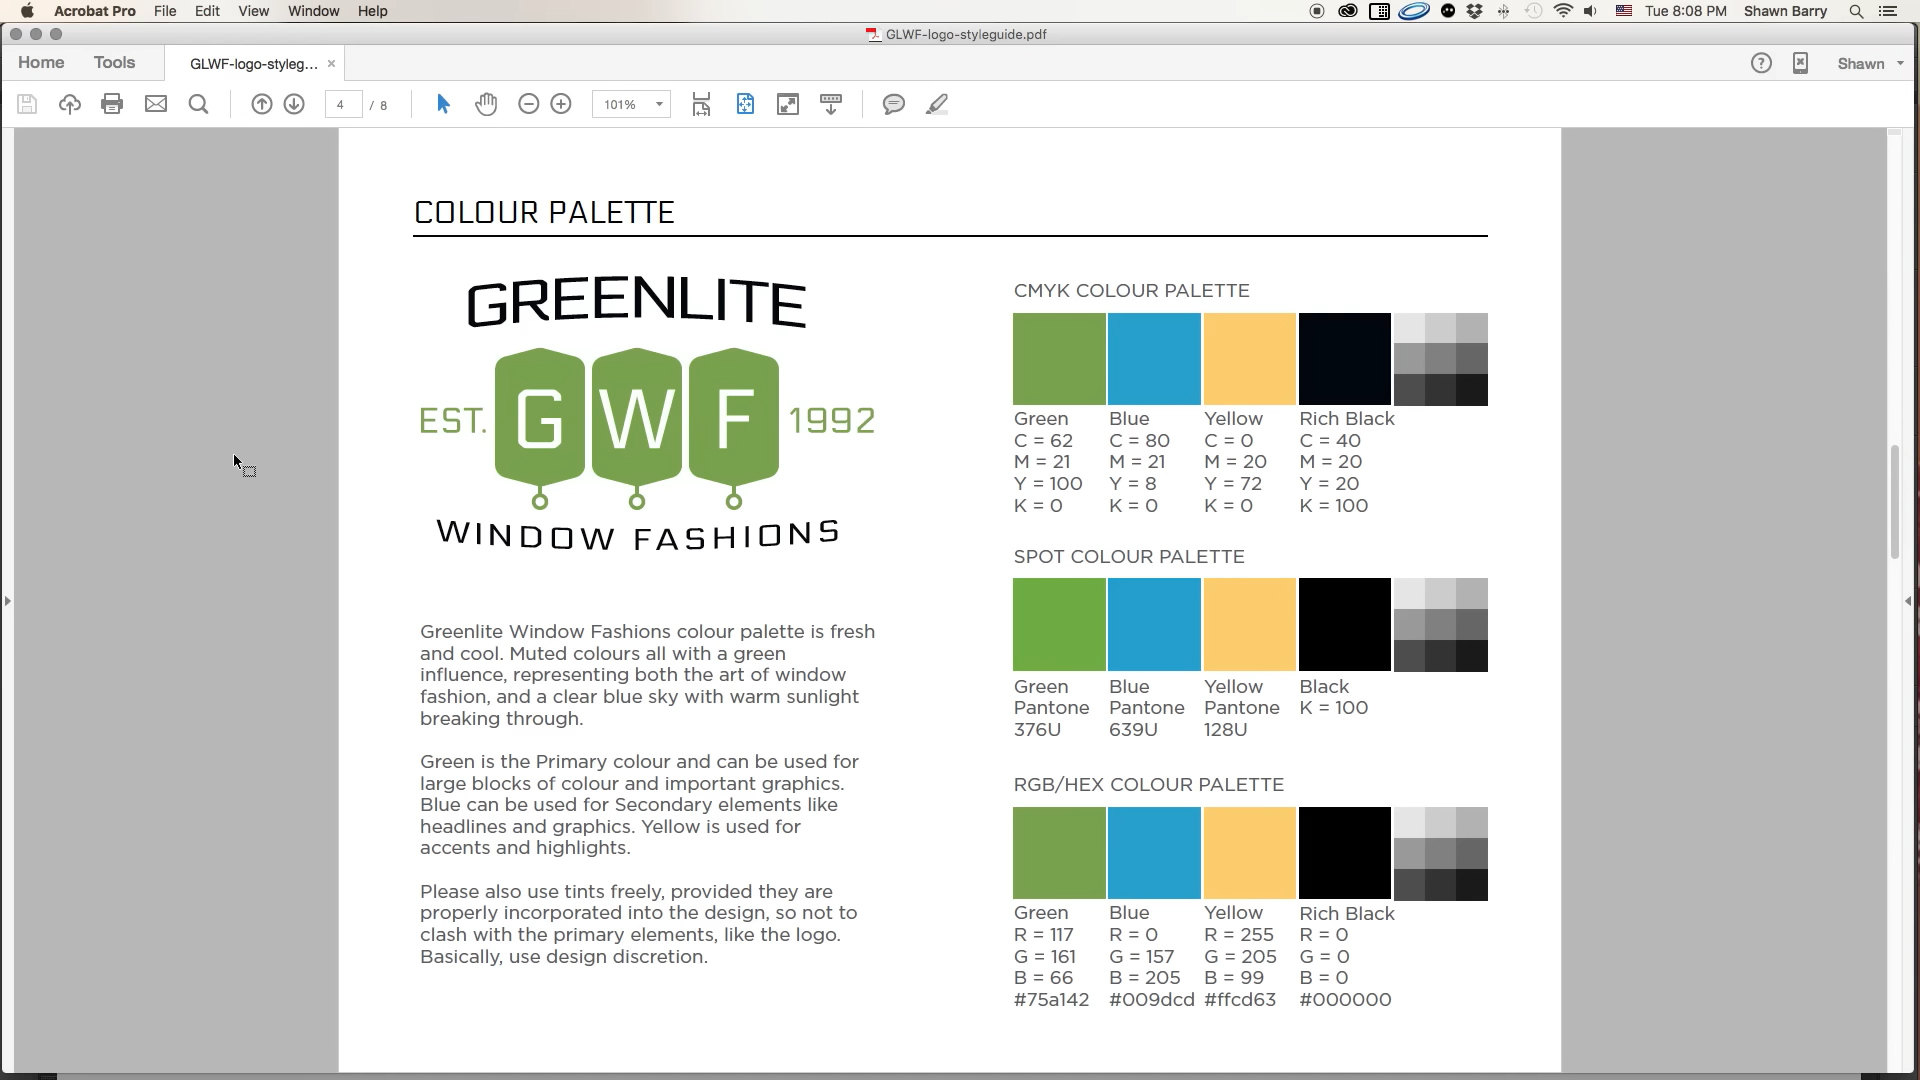 Acrobat Pro File Edit View Window Help Tue 8:08 PM Shawn Barry
GLWF-logo-styleguide.pdf
Home Tools GLWF-logo-styleg... × Shawn
4 / 8 101%
COLOUR PALETTE
GREENLITE
EST. G W F 1992
WINDOW FASHIONS
Greenlite Window Fashions colour palette is fresh
and cool. Muted colours all with a green
influence, representing both the art of window
fashion, and a clear blue sky with warm sunlight
breaking through.
Green is the Primary colour and can be used for
large blocks of colour and important graphics.
Blue can be used for Secondary elements like
headlines and graphics. Yellow is used for
accents and highlights.
Please also use tints freely, provided they are
properly incorporated into the design, so not to
clash with the primary elements, like the logo.
Basically, use design discretion.
CMYK COLOUR PALETTE
Green Blue Yellow Rich Black
C = 62 C = 80 C = 0 C = 40
M = 21 M = 21 M = 20 M = 20
Y = 100 Y = 8 Y = 72 Y = 20
K = 0 K = 0 K = 0 K = 100
SPOT COLOUR PALETTE
Green Blue Yellow Black
Pantone Pantone Pantone K = 100
376U 639U 128U
RGB/HEX COLOUR PALETTE
Green Blue Yellow Rich Black
R = 117 R = 0 R = 255 R = 0
G = 161 G = 157 G = 205 G = 0
B = 66 B = 205 B = 99 B = 0
#75a142 #009dcd #ffcd63 #000000